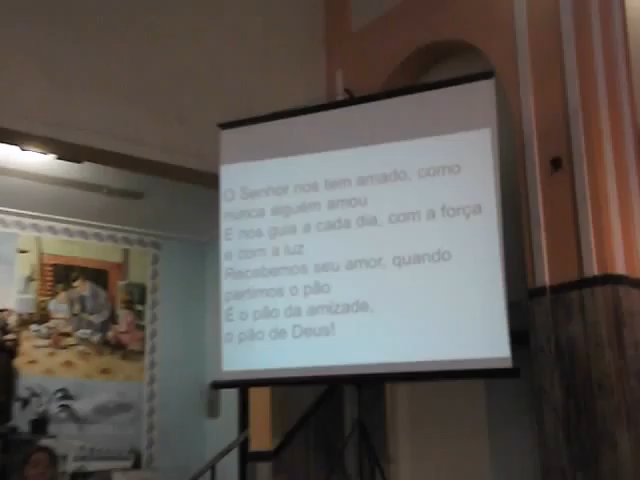 O Senhor nos tem amado, como
nunca alguém amou
E nos guia a cada dia, com a força
e com a luz
Recebemos seu amor, quando
partimos o pão
É o pão da amizade,
o pão de Deus!